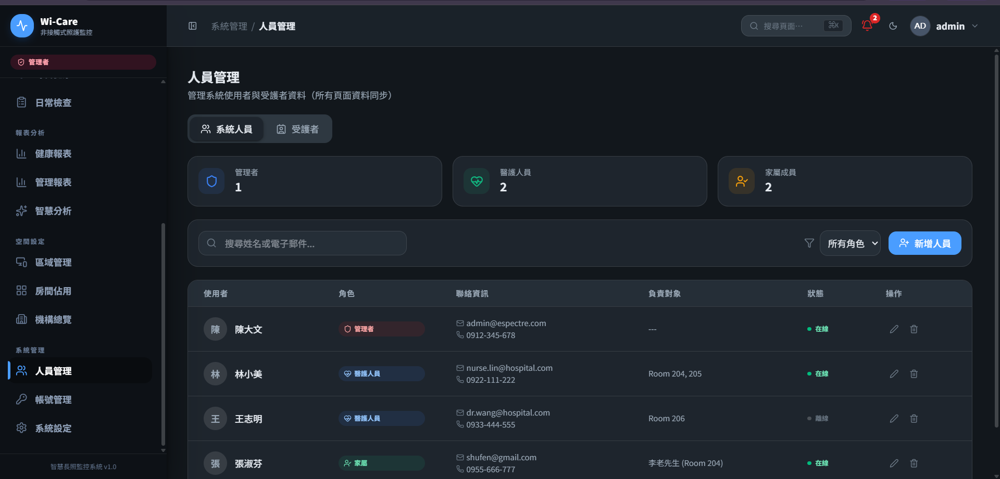 Wi-Care
非接觸式照護監控
管理者
日常檢查
報表分析
健康報表
管理報表
智慧分析
空間設定
區域管理
房間佔用
機構總覽
系統管理
人員管理
帳號管理
系統設定
智慧長照監控系統 v1.0
系統管理 / 人員管理
搜尋頁面… ⌘K
2
AD admin
人員管理
管理系統使用者與受護者資料（所有頁面資料同步）
系統人員 受護者
管理者
1
醫護人員
2
家屬成員
2
搜尋姓名或電子郵件...
所有角色
新增人員
使用者 角色 聯絡資訊 負責對象 狀態 操作
陳 陳大文 管理者
admin@espectre.com
0912-345-678
--- 在線
林 林小美 醫護人員
nurse.lin@hospital.com
0922-111-222
Room 204, 205 在線
王 王志明 醫護人員
dr.wang@hospital.com
0933-444-555
Room 206 離線
張 張淑芬 家屬
shufen@gmail.com
0955-666-777
李老先生 (Room 204) 在線